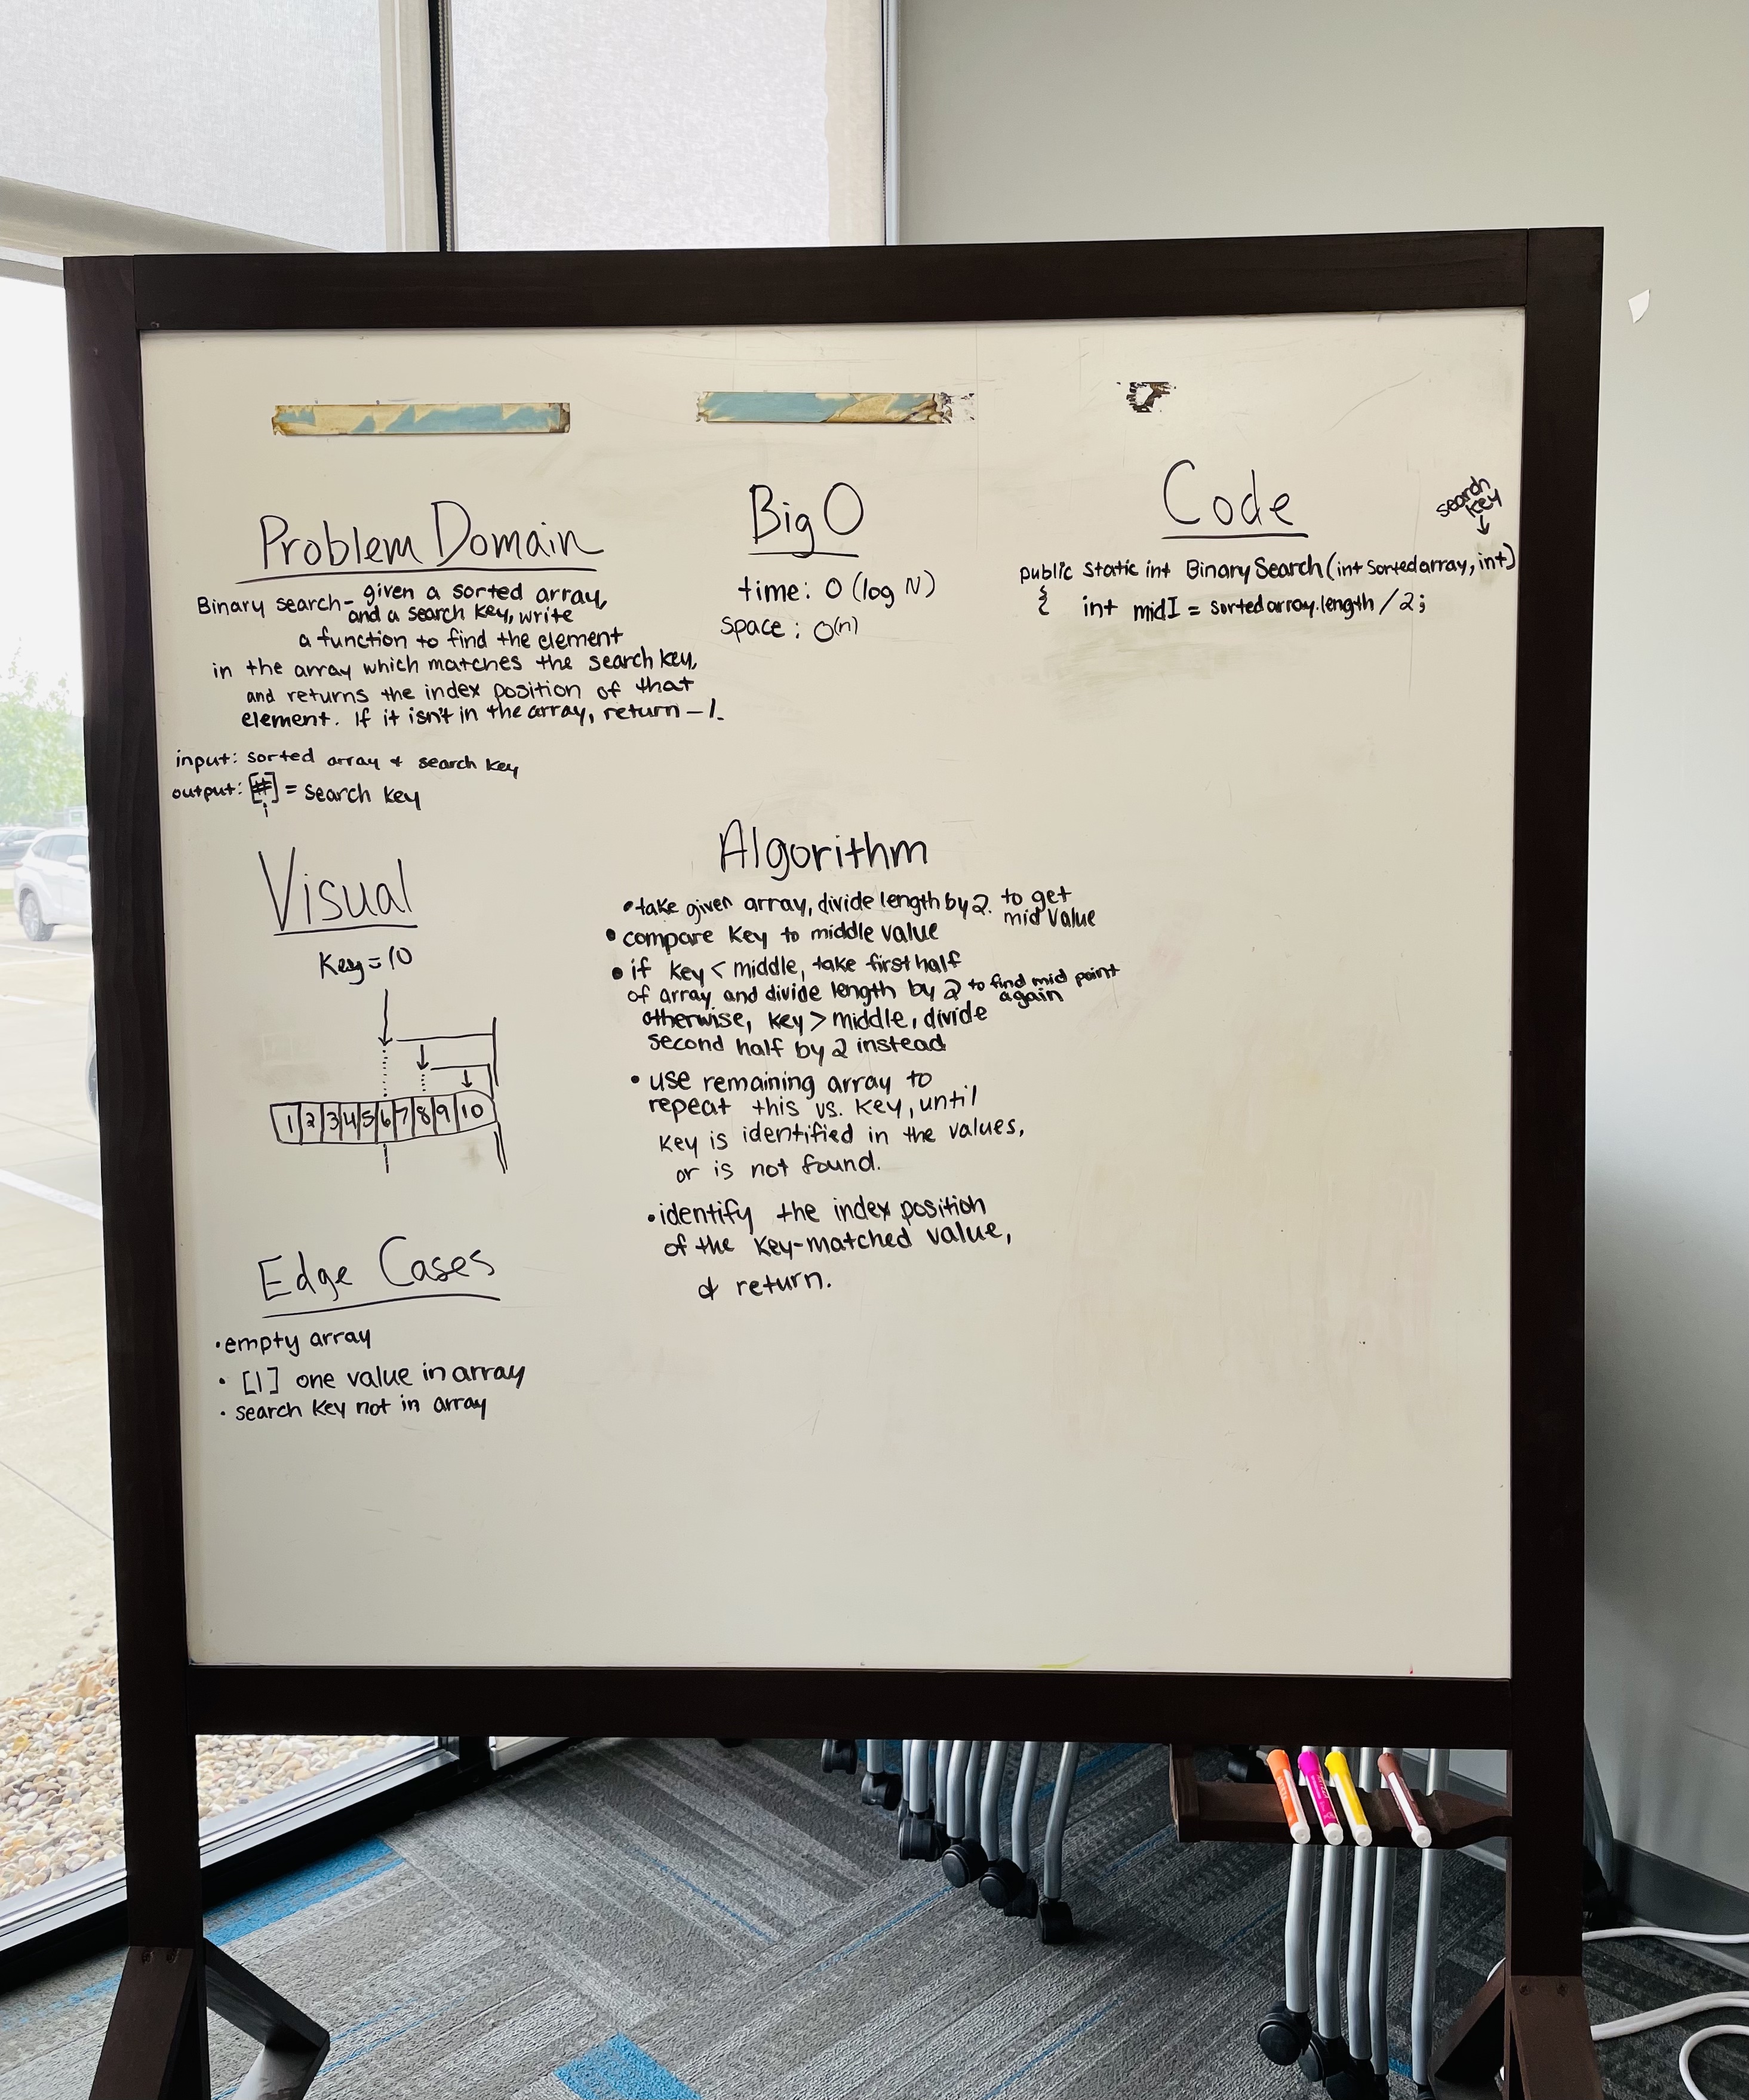 Problem Domain
Binary search- given a sorted array,
and a search key, write
a function to find the element
in the array which matches the search key,
and returns the index position of that
element. If it isn't in the array, return -1.
input: sorted array & search key
output: [#] = search key
i
Visual
Key=10
1 2 3 4 5 6 7 8 9 10
Edge Cases
• empty array
• [1] one value in array
• search key not in array
Big O
time: O (log N)
space: O(n)
Algorithm
• take given array, divide length by 2. to get
mid value
• compare key to middle value
• if key < middle, take first half
of array and divide length by 2 to find mid point
again
otherwise, key > middle, divide
second half by 2 instead
• use remaining array to
repeat this vs. key, until
key is identified in the values,
or is not found.
• identify the index position
of the key-matched value,
& return.
Code
search
key
public static int BinarySearch(int Sortedarray, int)
{ int midI = sortedarray.length / 2;